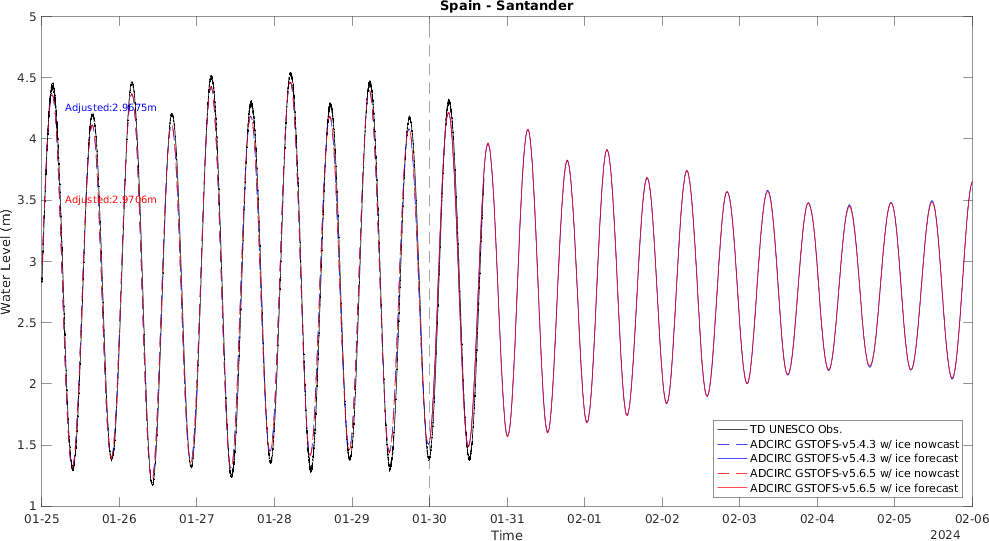 Spain - Santander
5
4.5
4
3.5
3
2.5
2
1.5
1
Water Level (m)
Adjusted:2.9675m
Adjusted:2.9706m
01-25 01-26 01-27 01-28 01-29 01-30 01-31 02-01 02-02 02-03 02-04 02-05 02-06
Time
2024
TD UNESCO Obs.
ADCIRC GSTOFS-v5.4.3 w/ ice nowcast
ADCIRC GSTOFS-v5.4.3 w/ ice forecast
ADCIRC GSTOFS-v5.6.5 w/ ice nowcast
ADCIRC GSTOFS-v5.6.5 w/ ice forecast